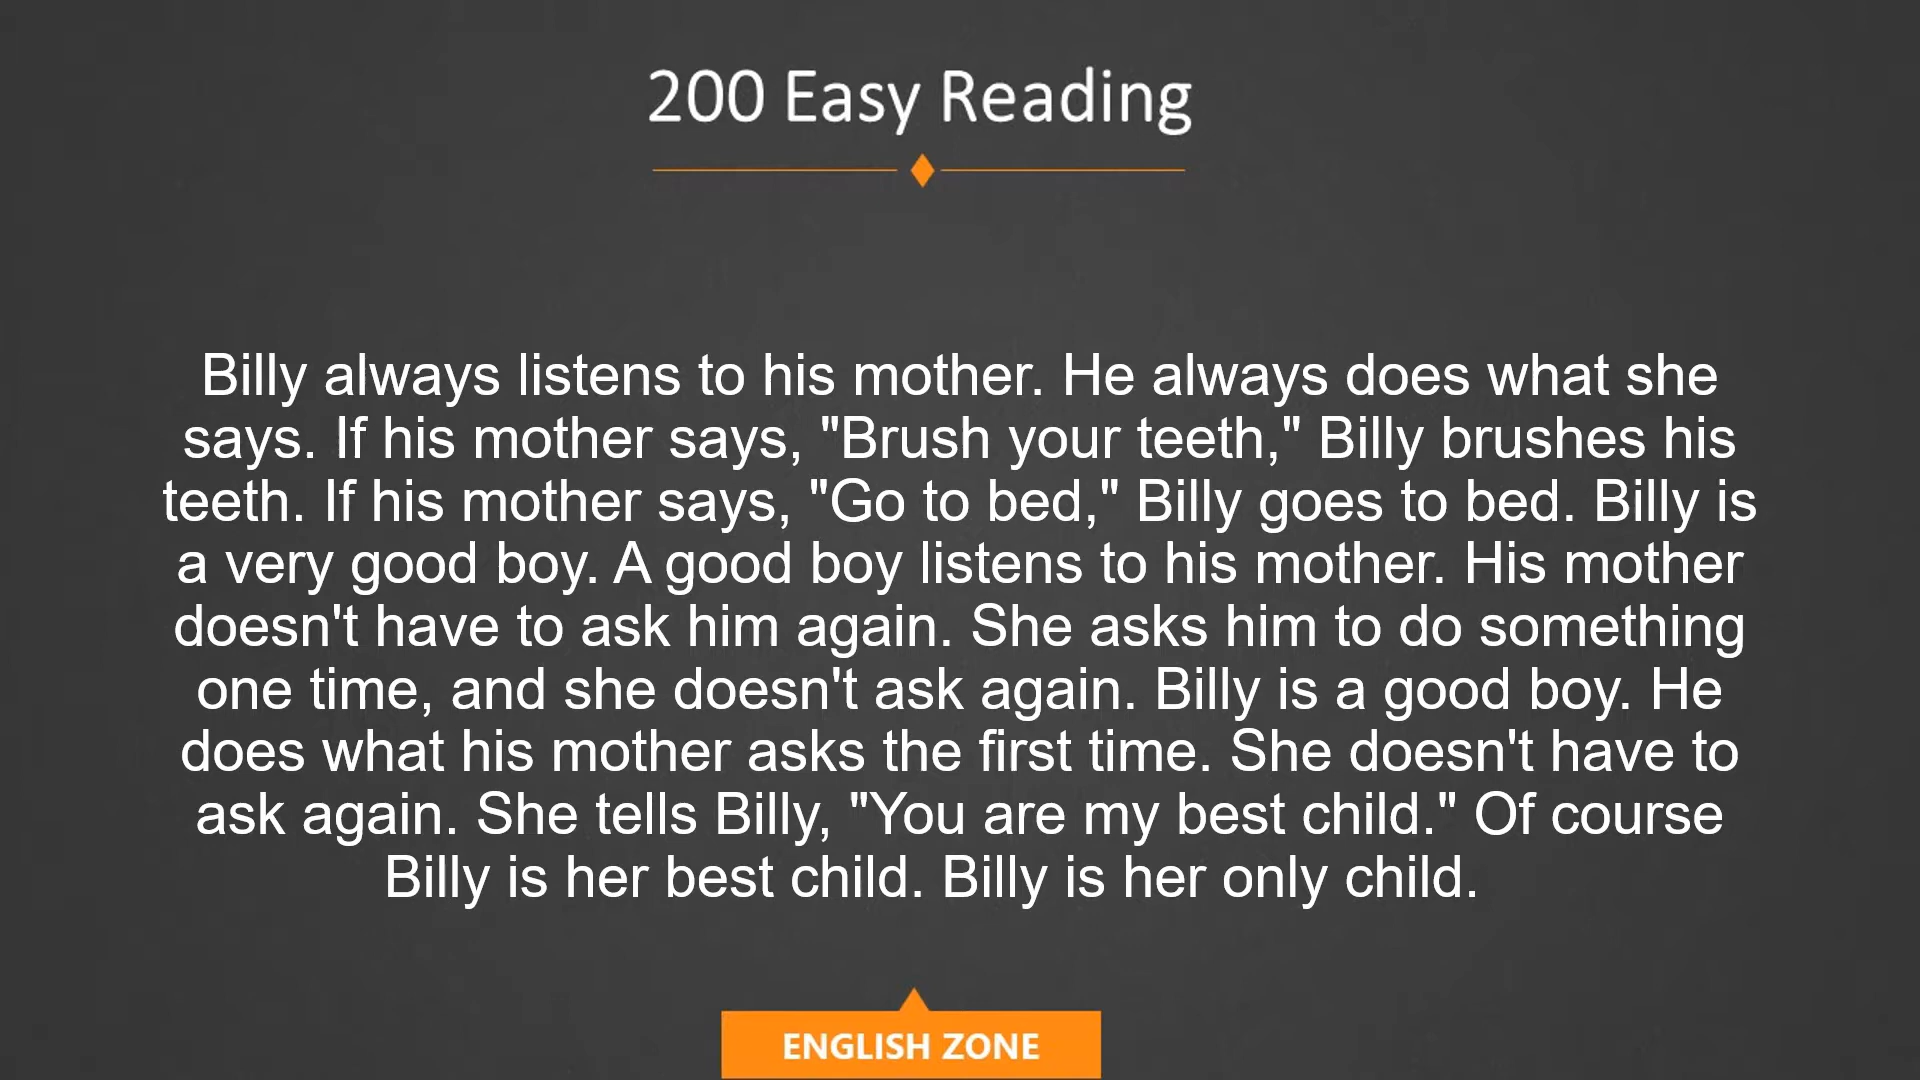 200 Easy Reading
Billy always listens to his mother. He always does what she
says. If his mother says, "Brush your teeth," Billy brushes his
teeth. If his mother says, "Go to bed," Billy goes to bed. Billy is
a very good boy. A good boy listens to his mother. His mother
doesn't have to ask him again. She asks him to do something
one time, and she doesn't ask again. Billy is a good boy. He
does what his mother asks the first time. She doesn't have to
ask again. She tells Billy, "You are my best child." Of course
Billy is her best child. Billy is her only child.
ENGLISH ZONE